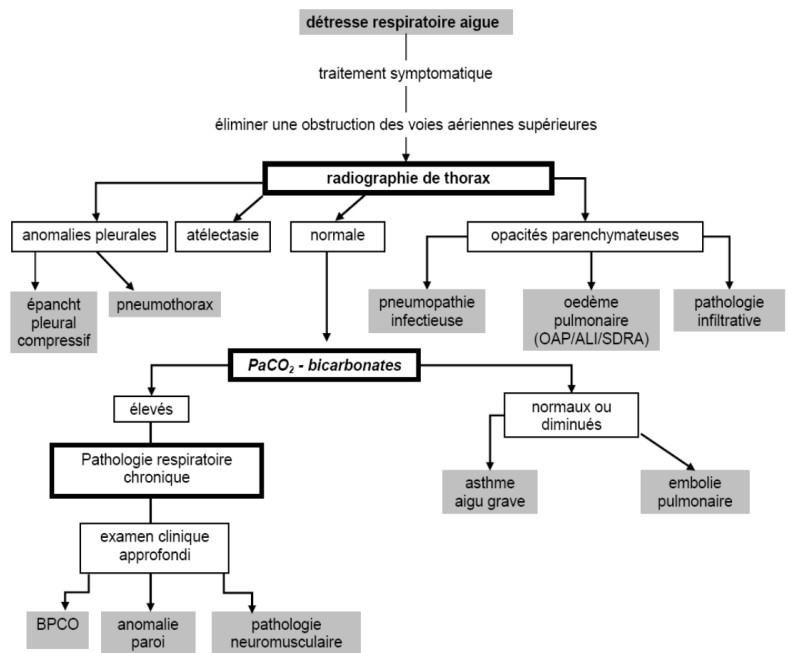 détresse respiratoire aigue
traitement symptomatique
éliminer une obstruction des voies aériennes supérieures
radiographie de thorax
anomalies pleurales
atélectasie
normale
opacités parenchymateuses
épancht
pleural
compressif
pneumothorax
pneumopathie
infectieuse
oedème
pulmonaire
(OAP/ALI/SDRA)
pathologie
infiltrative
PaCO₂ - bicarbonates
élevés
normaux ou
diminués
Pathologie respiratoire
chronique
asthme
aigu grave
embolie
pulmonaire
examen clinique
approfondi
BPCO
anomalie
paroi
pathologie
neuromusculaire